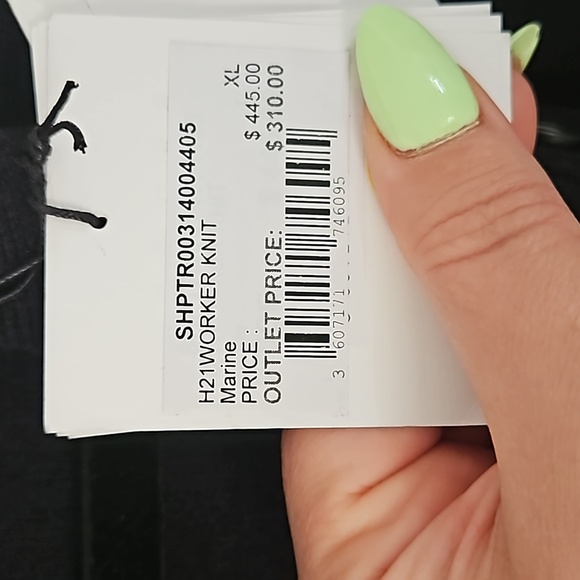 SHPTR00314004405
H21WORKER KNIT
Marine XL
PRICE : $ 445.00
OUTLET PRICE: $ 310.00
3 607171 746095